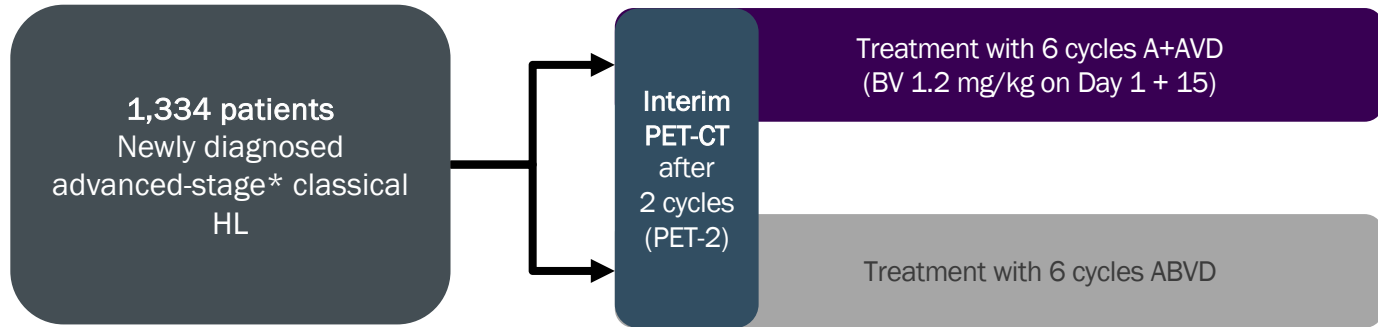 1,334 patients
Newly diagnosed
advanced-stage* classical
HL
Interim
PET-CT
after
2 cycles
(PET-2)
Treatment with 6 cycles A+AVD
(BV 1.2 mg/kg on Day 1 + 15)
Treatment with 6 cycles ABVD